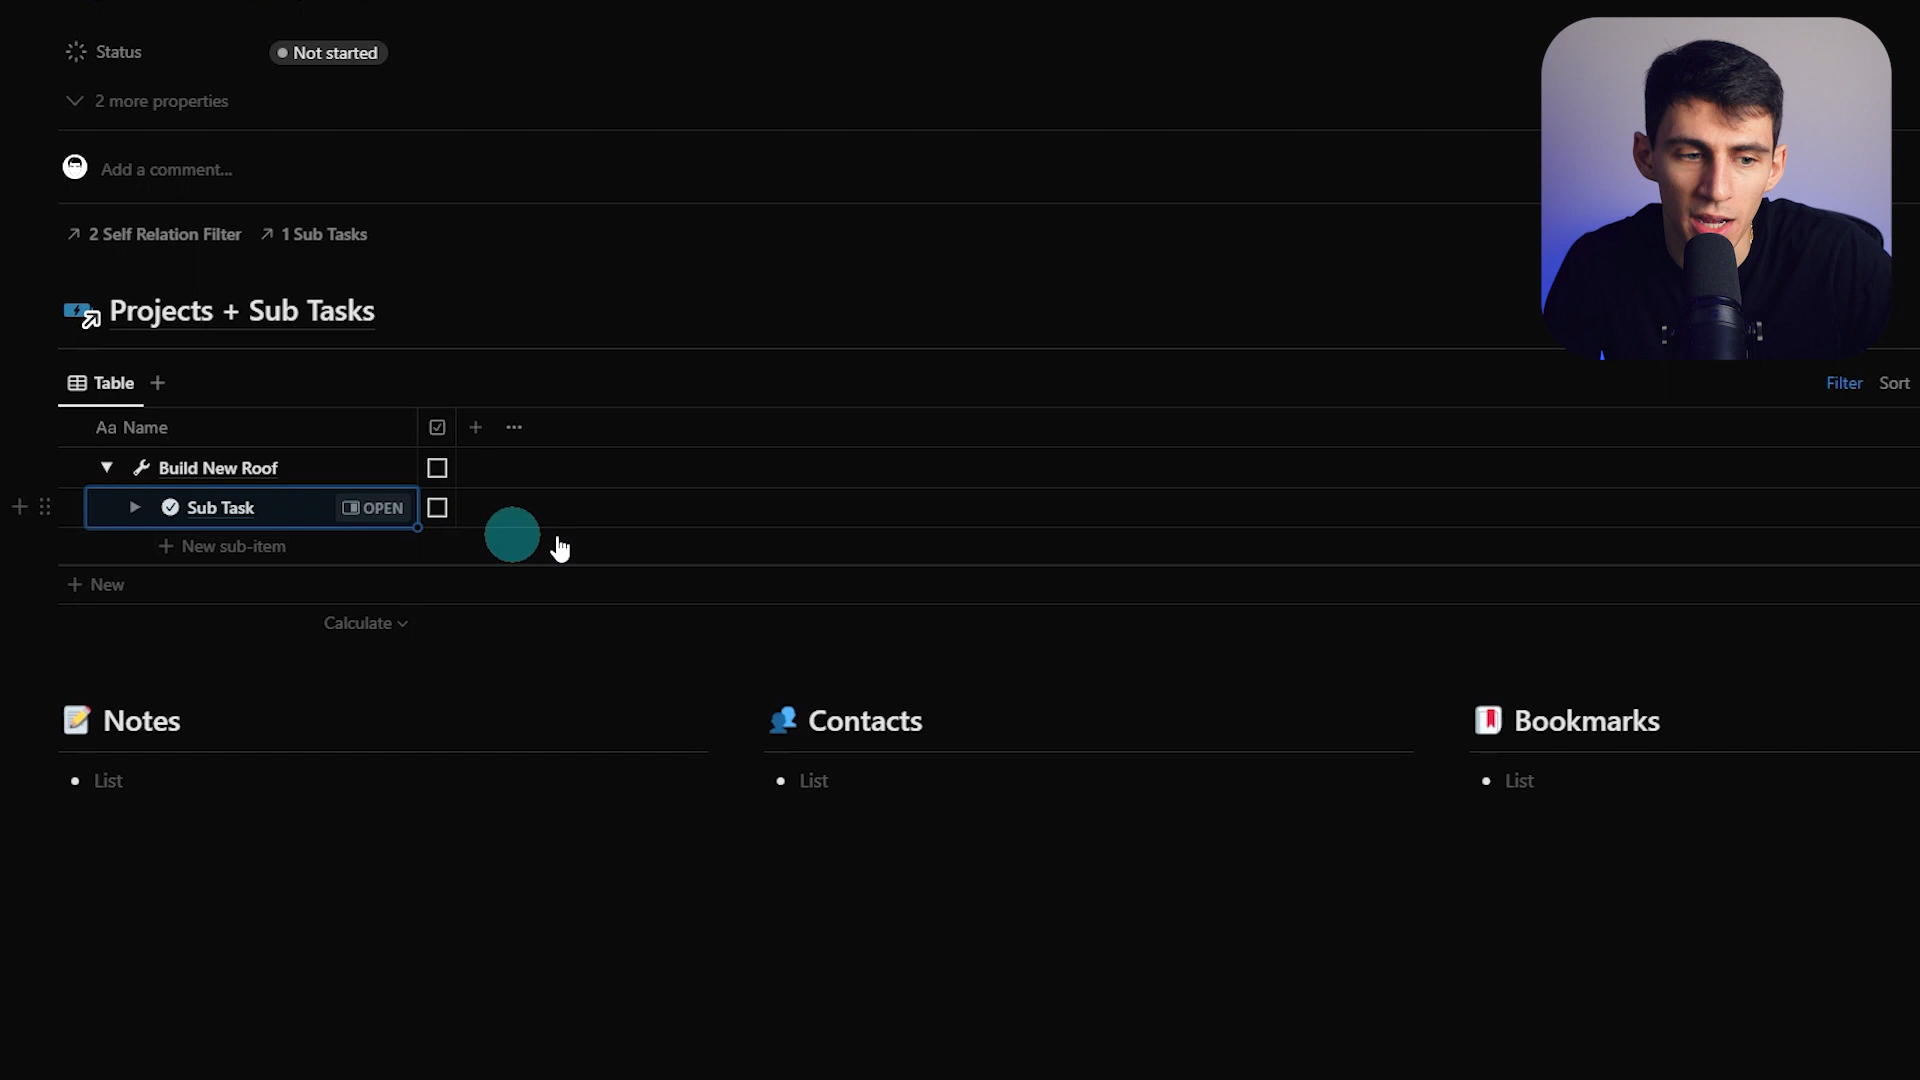 Status
Not started
2 more properties
Add a comment...
2 Self Relation Filter
1 Sub Tasks
Projects + Sub Tasks
Table
Filter
Sort
Aa Name
Build New Roof
Sub Task
OPEN
New sub-item
New
Calculate
Notes
Contacts
Bookmarks
List
List
List